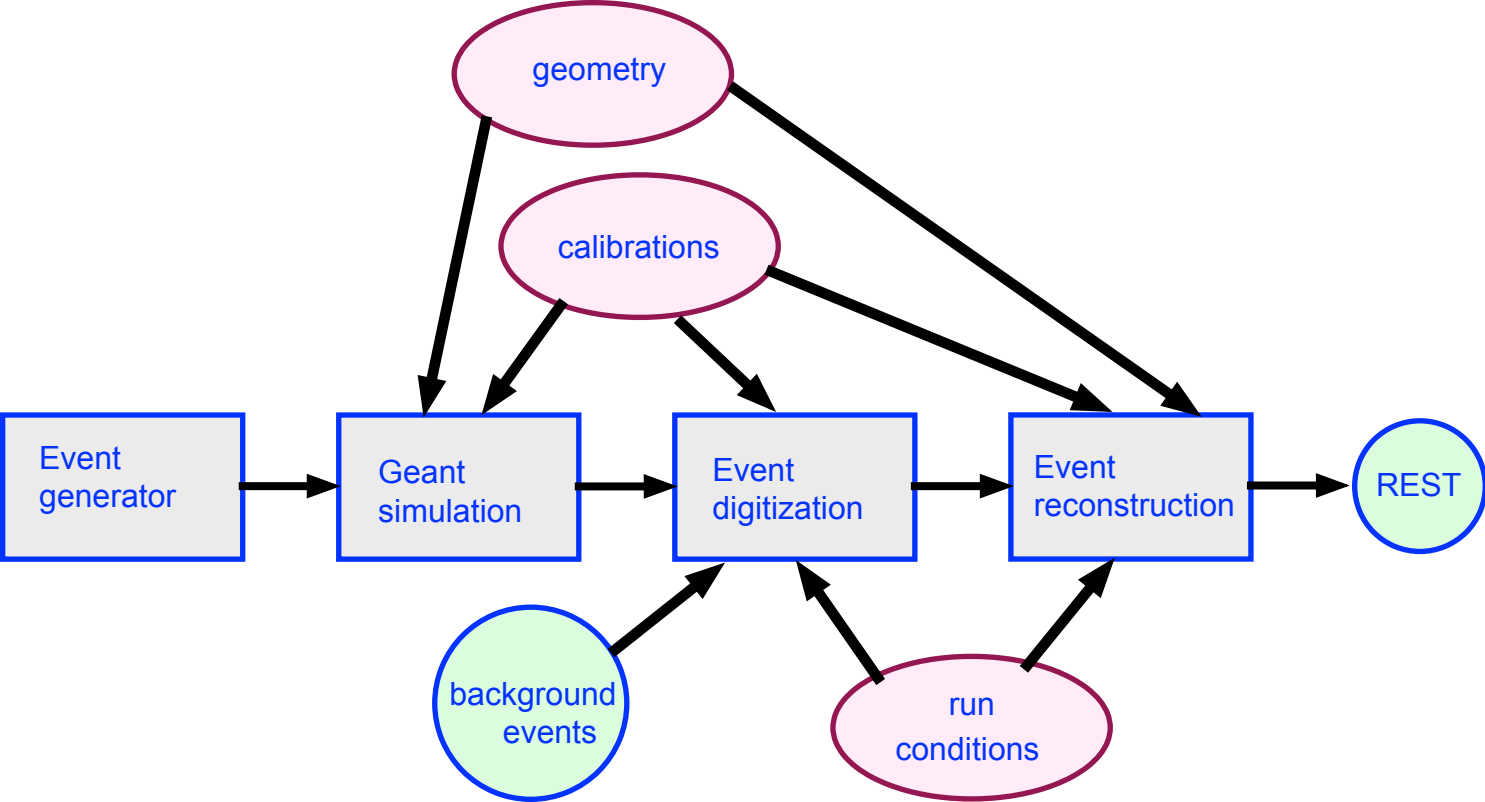 geometry
calibrations
Event
generator
Geant
simulation
Event
digitization
Event
reconstruction
REST
background
events
run
conditions